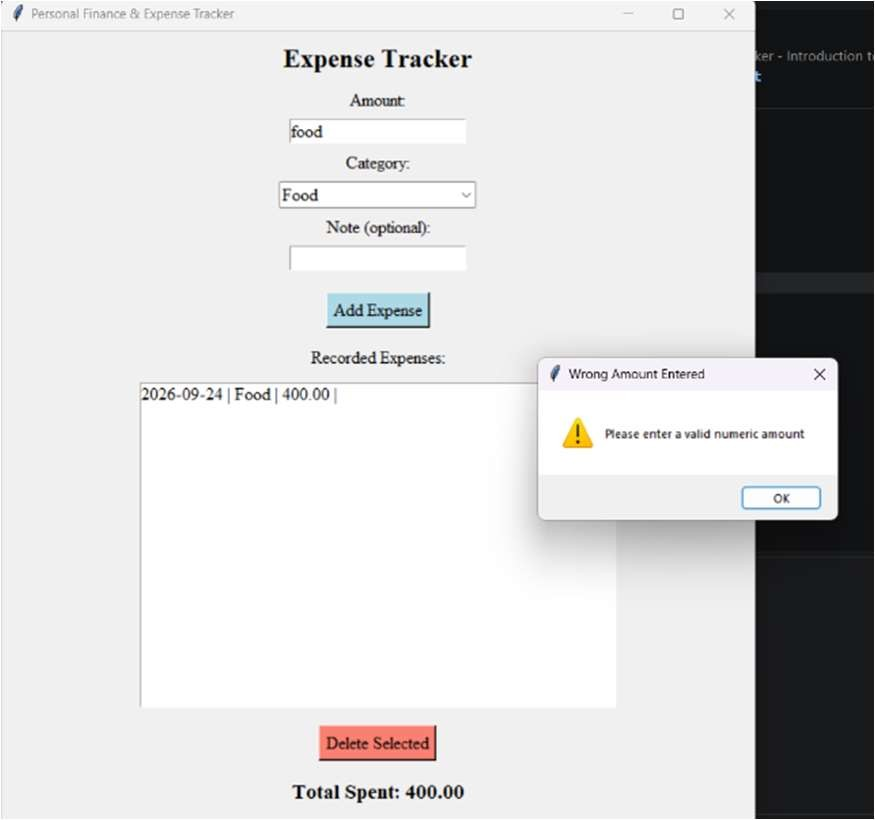 Personal Finance & Expense Tracker
ker - Introduction t
t
Expense Tracker
Amount:
food
Category:
Food
Note (optional):
Add Expense
Recorded Expenses:
2026-09-24 | Food | 400.00 |
Wrong Amount Entered
Please enter a valid numeric amount
OK
Delete Selected
Total Spent: 400.00